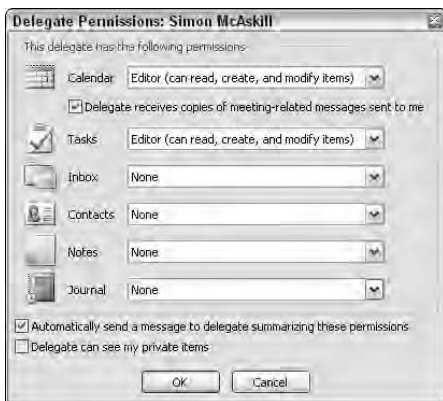 Delegate Permissions: Simon McAskill
This delegate has the following permissions
Calendar Editor (can read, create, and modify items)
Delegate receives copies of meeting-related messages sent to me
Tasks Editor (can read, create, and modify items)
Inbox None
Contacts None
Notes None
Journal None
Automatically send a message to delegate summarizing these permissions
Delegate can see my private items
OK Cancel